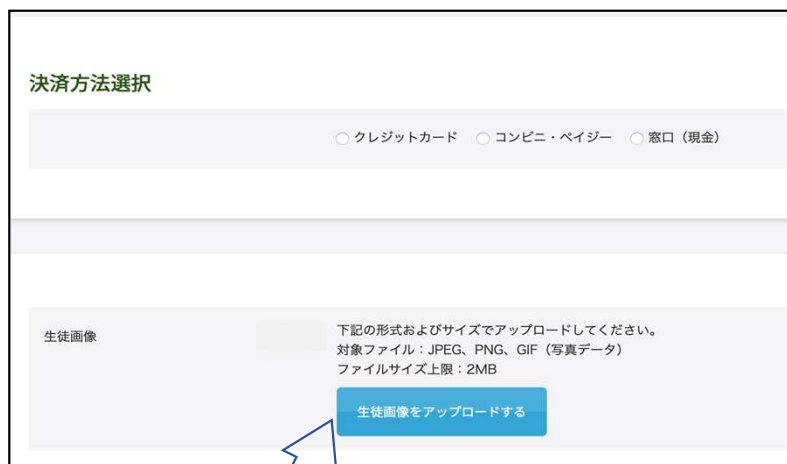 決済方法選択
クレジットカード コンビニ・ペイジー 窓口（現金）
生徒画像
下記の形式およびサイズでアップロードしてください。
対象ファイル：JPEG、PNG、GIF（写真データ）
ファイルサイズ上限：2MB
生徒画像をアップロードする